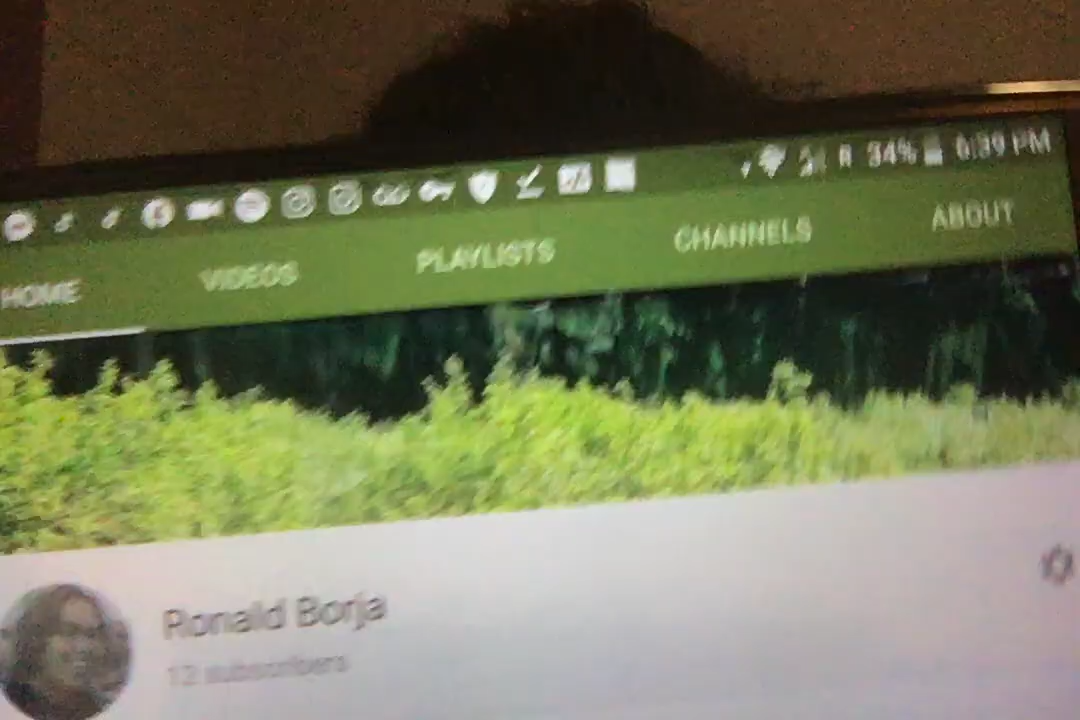 34% 6:39 PM
HOME VIDEOS PLAYLISTS CHANNELS ABOUT
Ronald Borja
12 subscribers